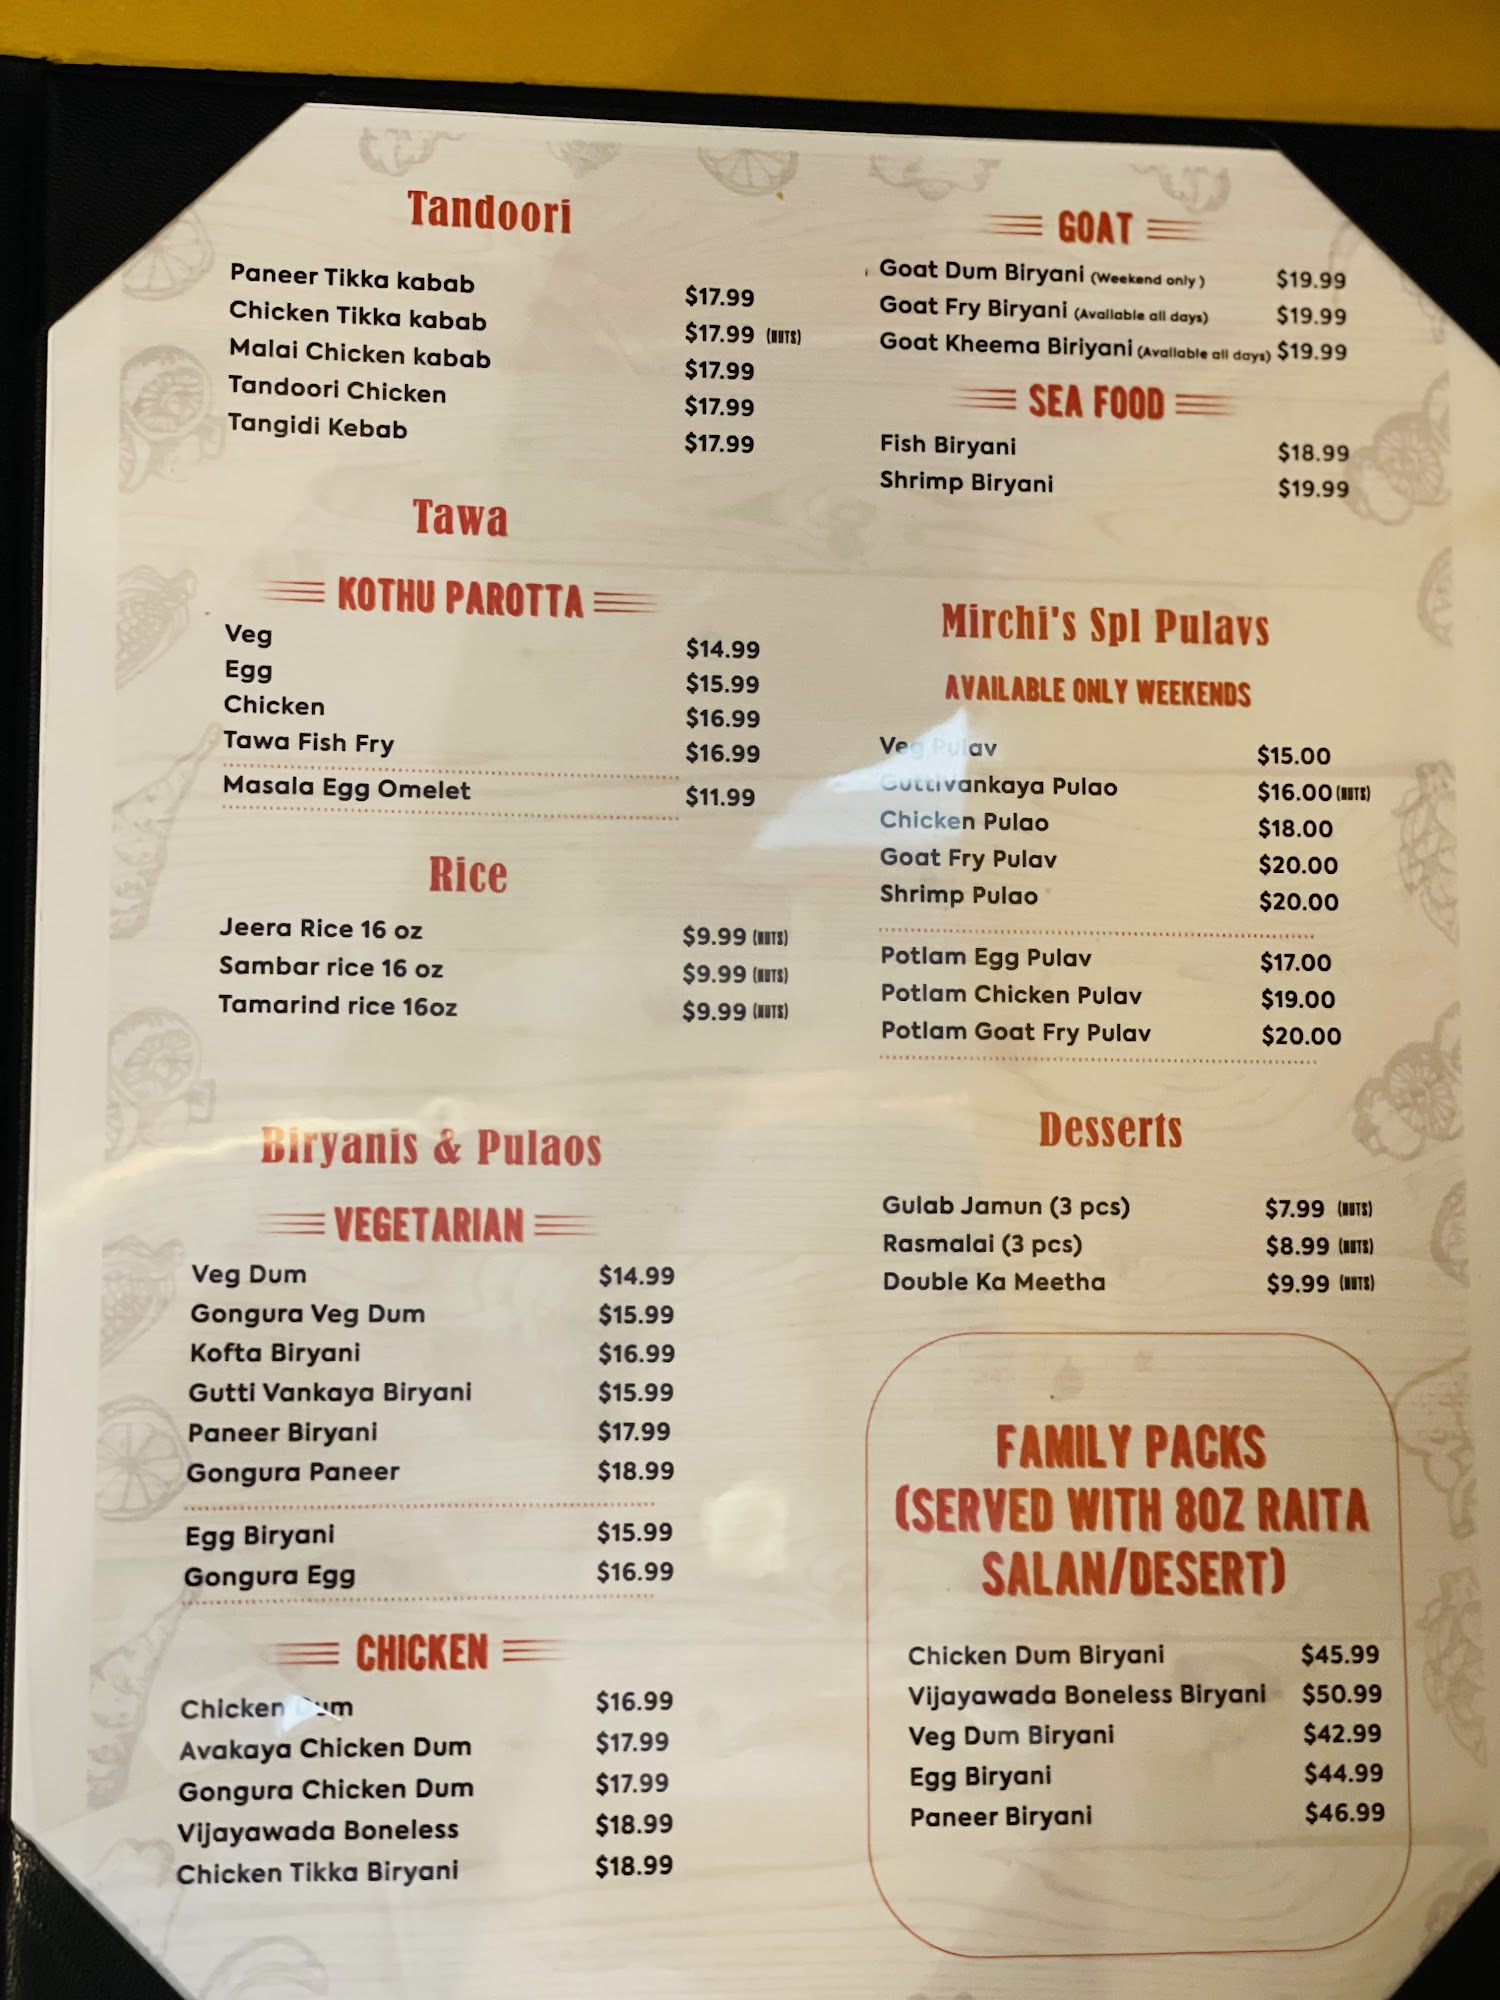 Tandoori
Paneer Tikka kabab $17.99
Chicken Tikka kabab $17.99 (NUTS)
Malai Chicken kabab $17.99
Tandoori Chicken $17.99
Tangidi Kebab $17.99
Tawa
KOTHU PAROTTA
Veg $14.99
Egg $15.99
Chicken $16.99
Tawa Fish Fry $16.99
Masala Egg Omelet $11.99
Rice
Jeera Rice 16 oz $9.99 (NUTS)
Sambar rice 16 oz $9.99 (NUTS)
Tamarind rice 16oz $9.99 (NUTS)
Biryanis & Pulaos
VEGETARIAN
Veg Dum $14.99
Gongura Veg Dum $15.99
Kofta Biryani $16.99
Gutti Vankaya Biryani $15.99
Paneer Biryani $17.99
Gongura Paneer $18.99
Egg Biryani $15.99
Gongura Egg $16.99
CHICKEN
Chicken Dum $16.99
Avakaya Chicken Dum $17.99
Gongura Chicken Dum $17.99
Vijayawada Boneless $18.99
Chicken Tikka Biryani $18.99
GOAT
Goat Dum Biryani (Weekend only) $19.99
Goat Fry Biryani (Available all days) $19.99
Goat Kheema Biriyani (Available all days) $19.99
SEA FOOD
Fish Biryani $18.99
Shrimp Biryani $19.99
Mirchi's Spl Pulavs
AVAILABLE ONLY WEEKENDS
Veg Pulav $15.00
Guttivankaya Pulao $16.00 (NUTS)
Chicken Pulao $18.00
Goat Fry Pulav $20.00
Shrimp Pulao $20.00
Potlam Egg Pulav $17.00
Potlam Chicken Pulav $19.00
Potlam Goat Fry Pulav $20.00
Desserts
Gulab Jamun (3 pcs) $7.99 (NUTS)
Rasmalai (3 pcs) $8.99 (NUTS)
Double Ka Meetha $9.99 (NUTS)
FAMILY PACKS
(SERVED WITH 8OZ RAITA
SALAN/DESERT)
Chicken Dum Biryani $45.99
Vijayawada Boneless Biryani $50.99
Veg Dum Biryani $42.99
Egg Biryani $44.99
Paneer Biryani $46.99